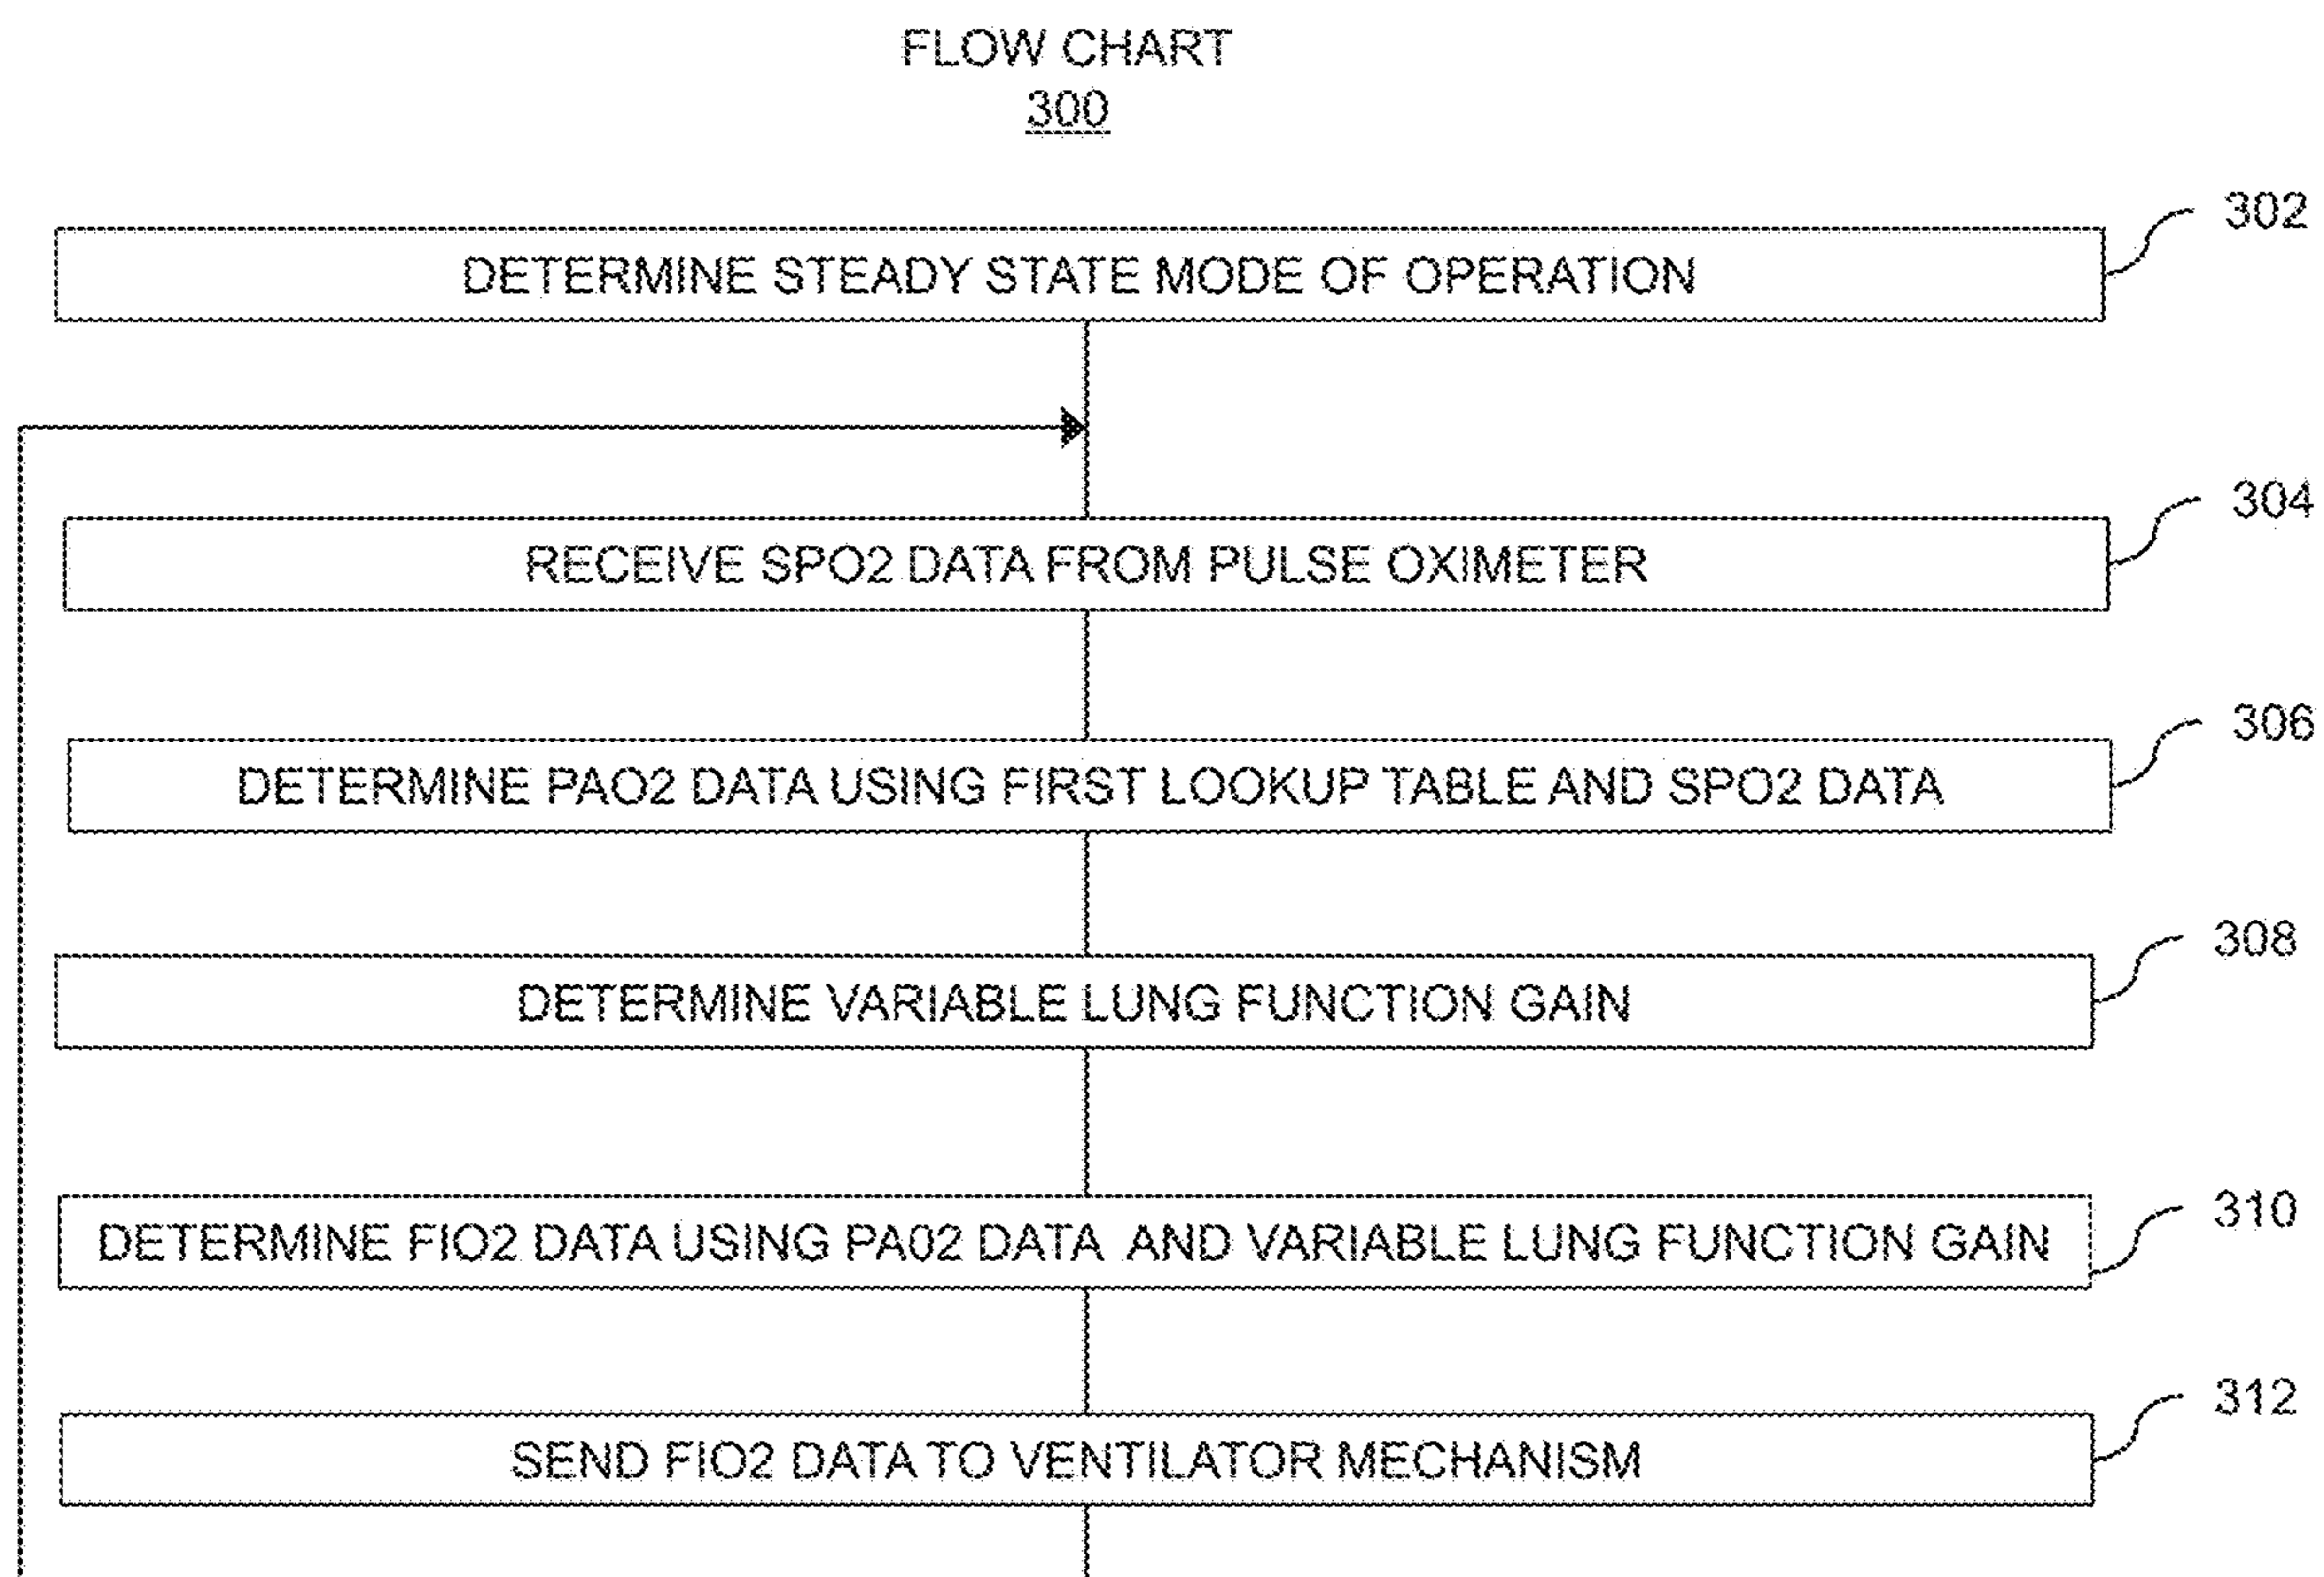 FLOW CHART
300
302
DETERMINE STEADY STATE MODE OF OPERATION
304
RECEIVE SPO2 DATA FROM PULSE OXIMETER
306
DETERMINE PAO2 DATA USING FIRST LOOKUP TABLE AND SPO2 DATA
308
DETERMINE VARIABLE LUNG FUNCTION GAIN
310
DETERMINE FIO2 DATA USING PA02 DATA AND VARIABLE LUNG FUNCTION GAIN
312
SEND FIO2 DATA TO VENTILATOR MECHANISM